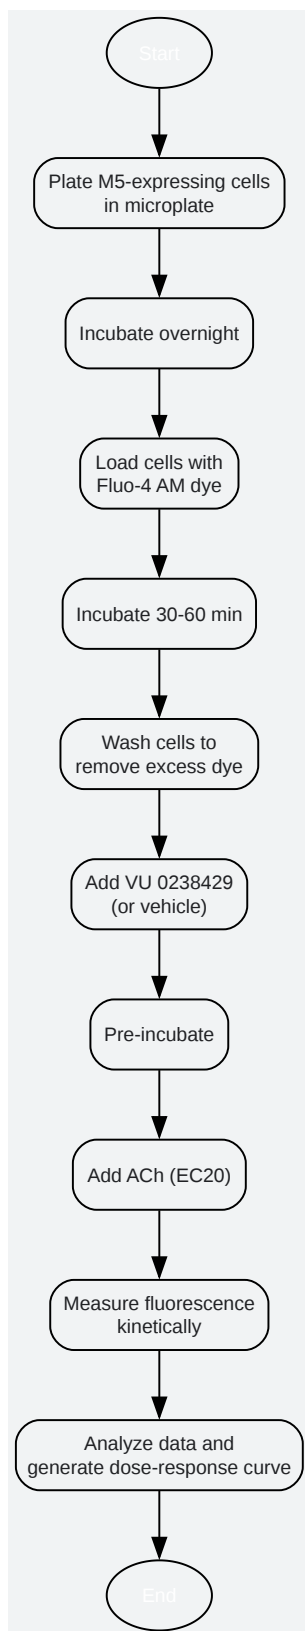 Start
Plate M5-expressing cells
in microplate
Incubate overnight
Load cells with
Fluo-4 AM dye
Incubate 30-60 min
Wash cells to
remove excess dye
Add VU 0238429
(or vehicle)
Pre-incubate
Add ACh (EC20)
Measure fluorescence
kinetically
Analyze data and
generate dose-response curve
End